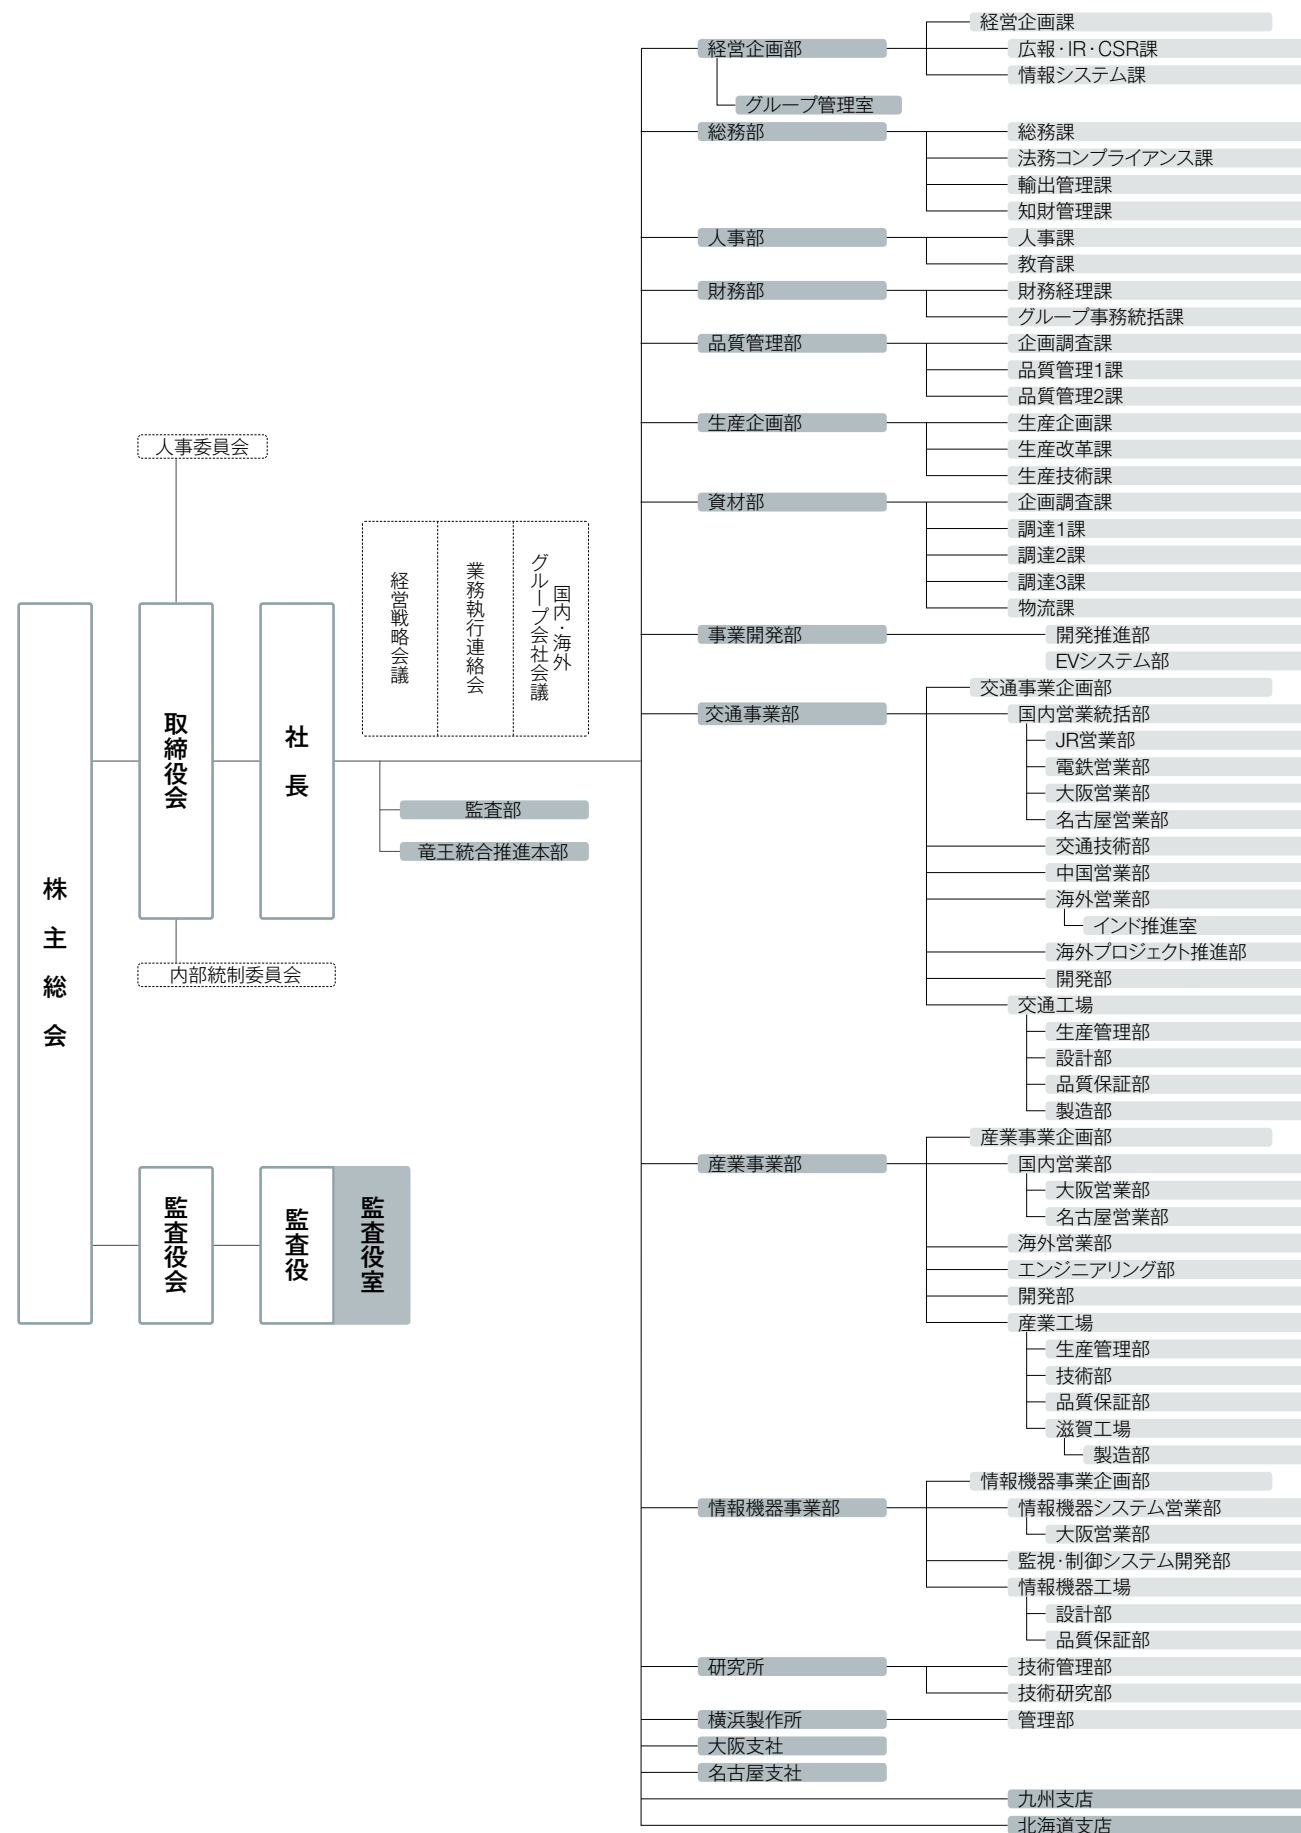 株主総会
取締役会
人事委員会
内部統制委員会
社長
経営戦略会議
業務執行連絡会
国内・海外
グループ会社会議
監査部
竜王統合推進本部
監査役会
監査役
監査役室
経営企画部
経営企画課
広報・IR・CSR課
情報システム課
グループ管理室
総務部
総務課
法務コンプライアンス課
輸出管理課
知財管理課
人事部
人事課
教育課
財務部
財務経理課
グループ事務統括課
品質管理部
企画調査課
品質管理1課
品質管理2課
生産企画部
生産企画課
生産改革課
生産技術課
資材部
企画調査課
調達1課
調達2課
調達3課
物流課
事業開発部
開発推進部
EVシステム部
交通事業部
交通事業企画部
国内営業統括部
JR営業部
電鉄営業部
大阪営業部
名古屋営業部
交通技術部
中国営業部
海外営業部
インド推進室
海外プロジェクト推進部
開発部
交通工場
生産管理部
設計部
品質保証部
製造部
産業事業部
産業事業企画部
国内営業部
大阪営業部
名古屋営業部
海外営業部
エンジニアリング部
開発部
産業工場
生産管理部
技術部
品質保証部
滋賀工場
製造部
情報機器事業部
情報機器事業企画部
情報機器システム営業部
大阪営業部
監視・制御システム開発部
情報機器工場
設計部
品質保証部
研究所
技術管理部
技術研究部
横浜製作所
管理部
大阪支社
名古屋支社
九州支店
北海道支店